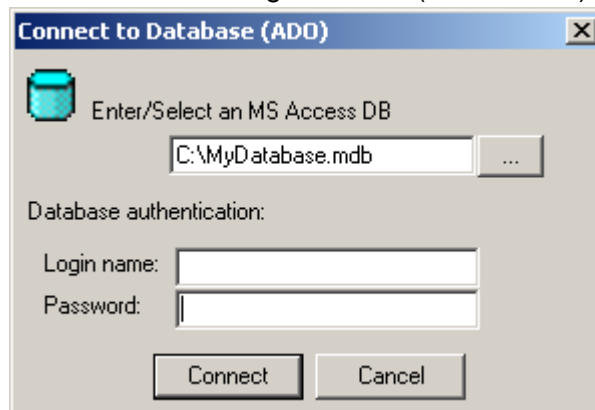 Connect to Database (ADO)
Enter/Select an MS Access DB
C:\MyDatabase.mdb
...
Database authentication:
Login name:
Password:
Connect Cancel